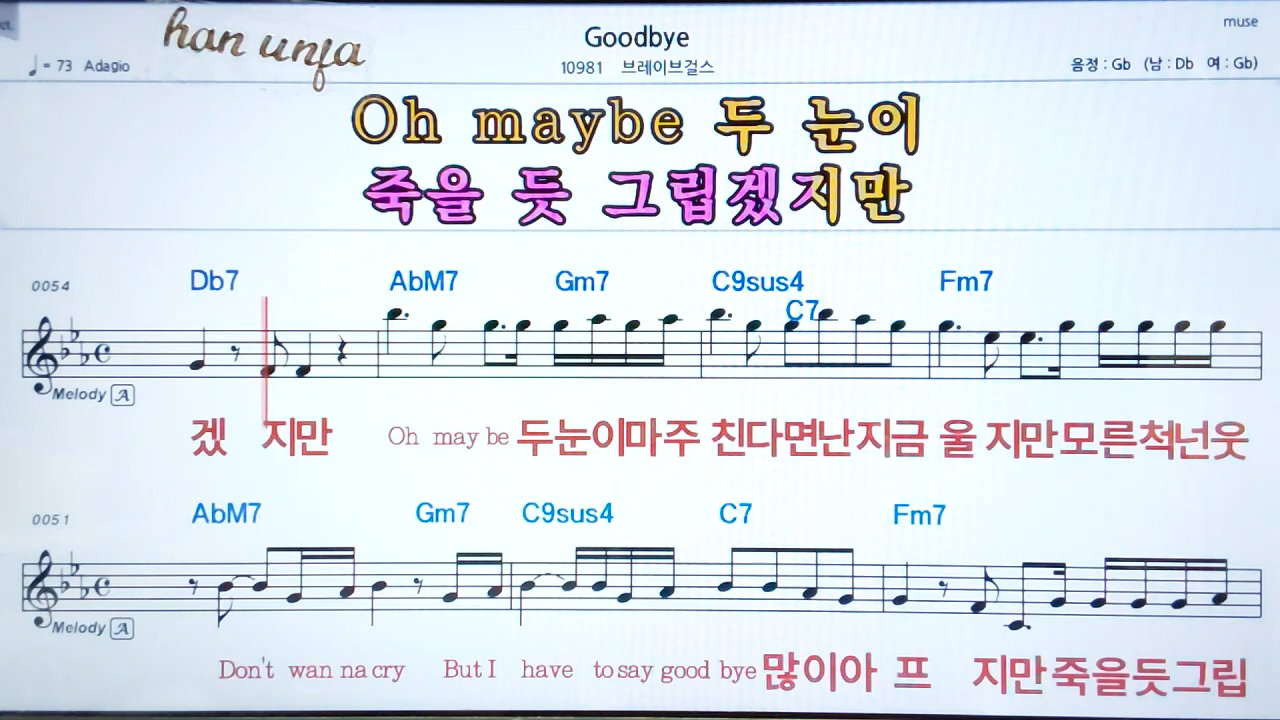 han unfa
Goodbye
muse
♩= 73 Adagio
10981 브레이브걸스
음정 : Gb (남 : Db 여 : Gb)
Oh maybe 두 눈이
죽을 듯 그립겠지만
0054 Db7 AbM7 Gm7 C9sus4 C7 Fm7
Melody A
겠 지만 Oh may be 두눈이마주 친다면난지금 울 지만모른척넌웃
0051 AbM7 Gm7 C9sus4 C7 Fm7
Melody A
Don't wan na cry But I have to say good bye 많이아 프 지만죽을듯그립